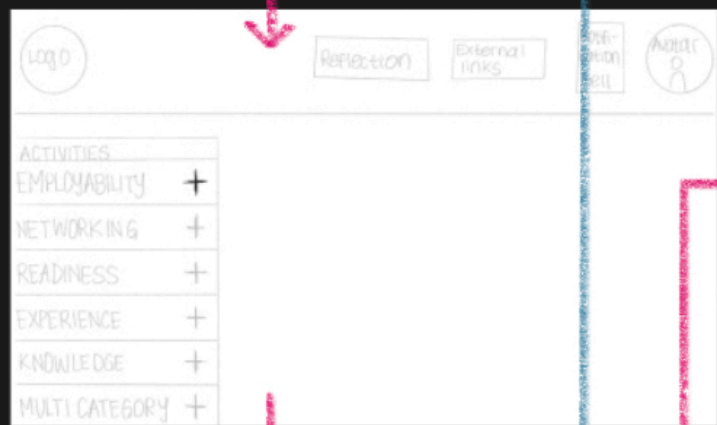 Logo
Reflection
External
links
Avatar
ACTIVITIES
EMPLOYABILITY +
NETWORKING +
READINESS +
EXPERIENCE +
KNOWLEDGE +
MULTI CATEGORY +